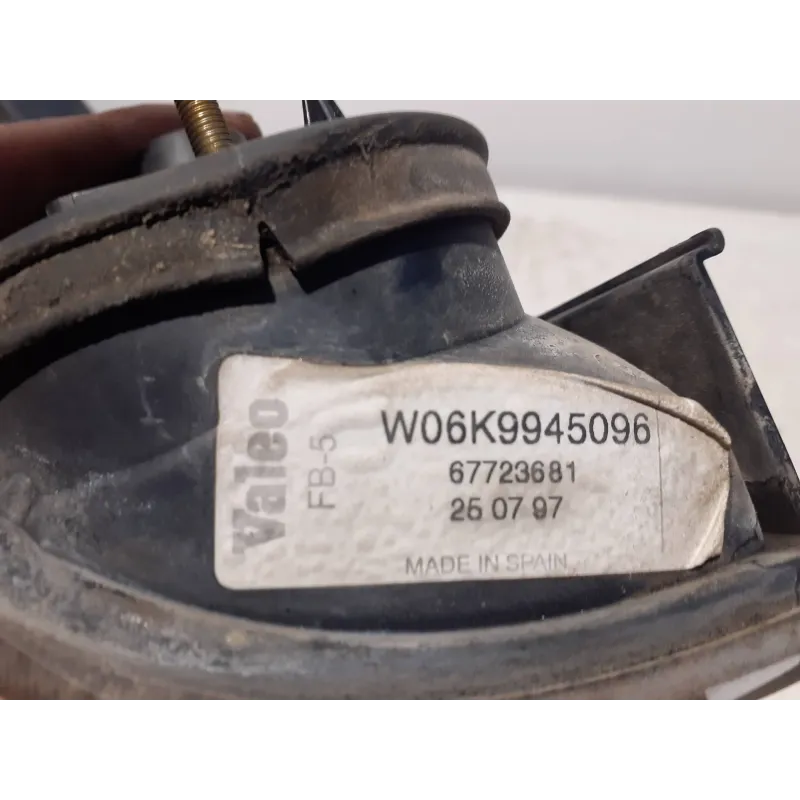 Valeo
FB-5
W06K9945096
67723681
25 07 97
MADE IN SPAIN